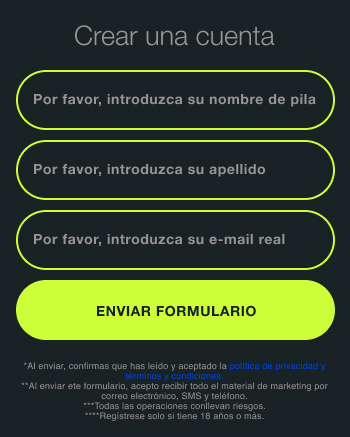 Crear una cuenta
Por favor, introduzca su nombre de pila
Por favor, introduzca su apellido
Por favor, introduzca su e-mail real
ENVIAR FORMULARIO
*Al enviar, confirmas que has leído y aceptado la política de privacidad y
términos y condiciones.
**Al enviar ete formulario, acepto recibir todo el material de marketing por
correo electrónico, SMS y teléfono.
***Todas las operaciones conllevan riesgos.
****Regístrese solo si tiene 18 años o más.